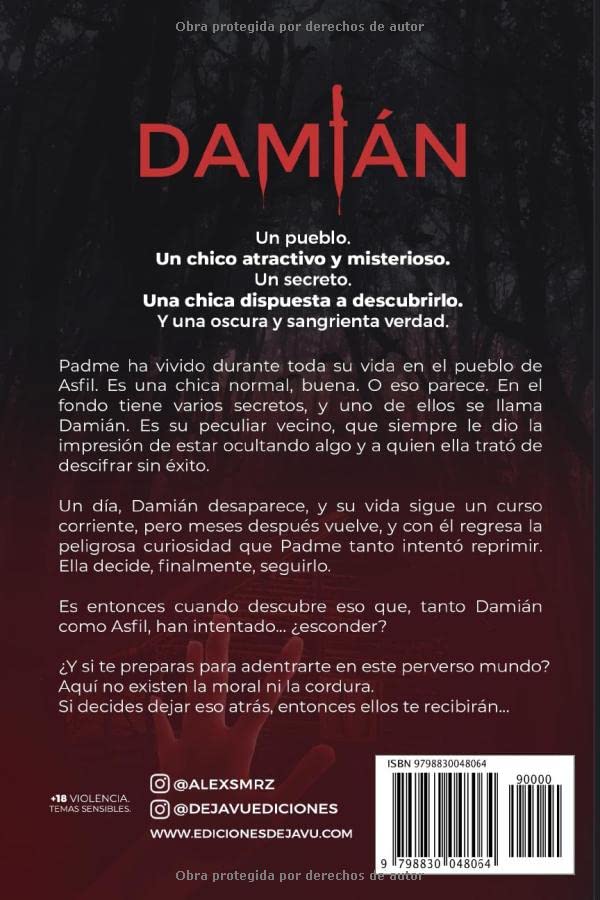 Obra protegida por derechos de autor
DAMIÁN
Un pueblo.
Un chico atractivo y misterioso.
Un secreto.
Una chica dispuesta a descubrirlo.
Y una oscura y sangrienta verdad.
Padme ha vivido durante toda su vida en el pueblo de
Asfil. Es una chica normal, buena. O eso parece. En el
fondo tiene varios secretos, y uno de ellos se llama
Damián. Es su peculiar vecino, que siempre le dio la
impresión de estar ocultando algo y a quien ella trató de
descifrar sin éxito.
Un día, Damián desaparece, y su vida sigue un curso
corriente, pero meses después vuelve, y con él regresa la
peligrosa curiosidad que Padme tanto intentó reprimir.
Ella decide, finalmente, seguirlo.
Es entonces cuando descubre eso que, tanto Damián
como Asfil, han intentado... ¿esconder?
¿Y si te preparas para adentrarte en este perverso mundo?
Aquí no existen la moral ni la cordura.
Si decides dejar eso atrás, entonces ellos te recibirán...
+18 VIOLENCIA.
TEMAS SENSIBLES.
@ALEXSMRZ
@DEJAVUEDICIONES
WWW.EDICIONESDEJAVU.COM
ISBN 9798830048064
90000
9 798830 048064
Obra protegida por derechos de autor